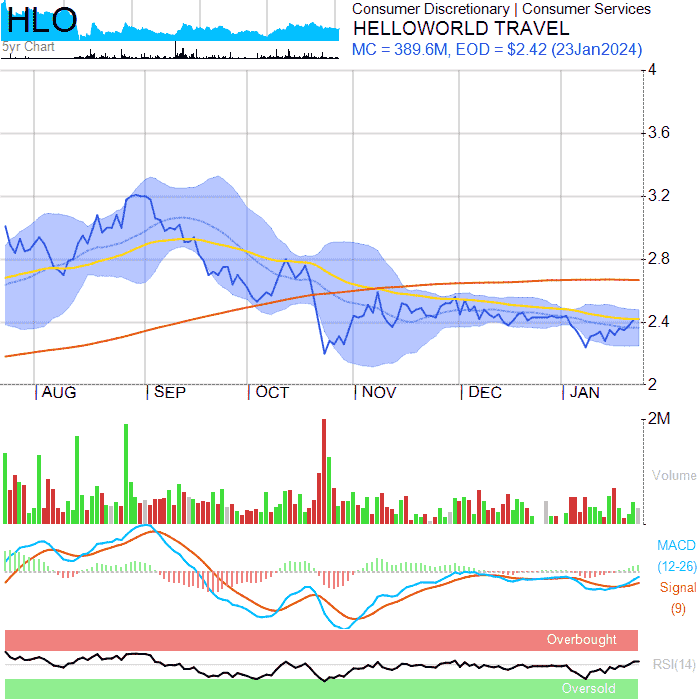 HLO
5yr Chart
Consumer Discretionary | Consumer Services
HELLOWORLD TRAVEL
MC = 389.6M, EOD = $2.42 (23Jan2024)
4
3.6
3.2
2.8
2.4
2
AUG SEP OCT NOV DEC JAN
2M
Volume
MACD
(12-26)
Signal
(9)
Overbought
RSI(14)
Oversold